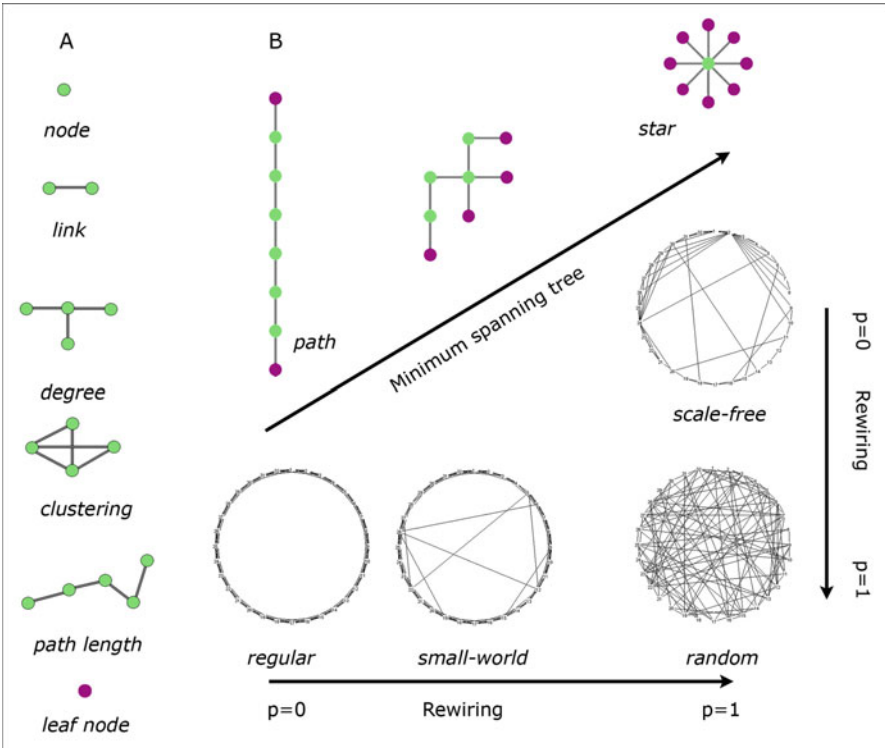 A
node
link
degree
clustering
path length
leaf node
B
path
star
Minimum spanning tree
scale-free
p=0
Rewiring
p=1
regular
small-world
random
p=0
Rewiring
p=1